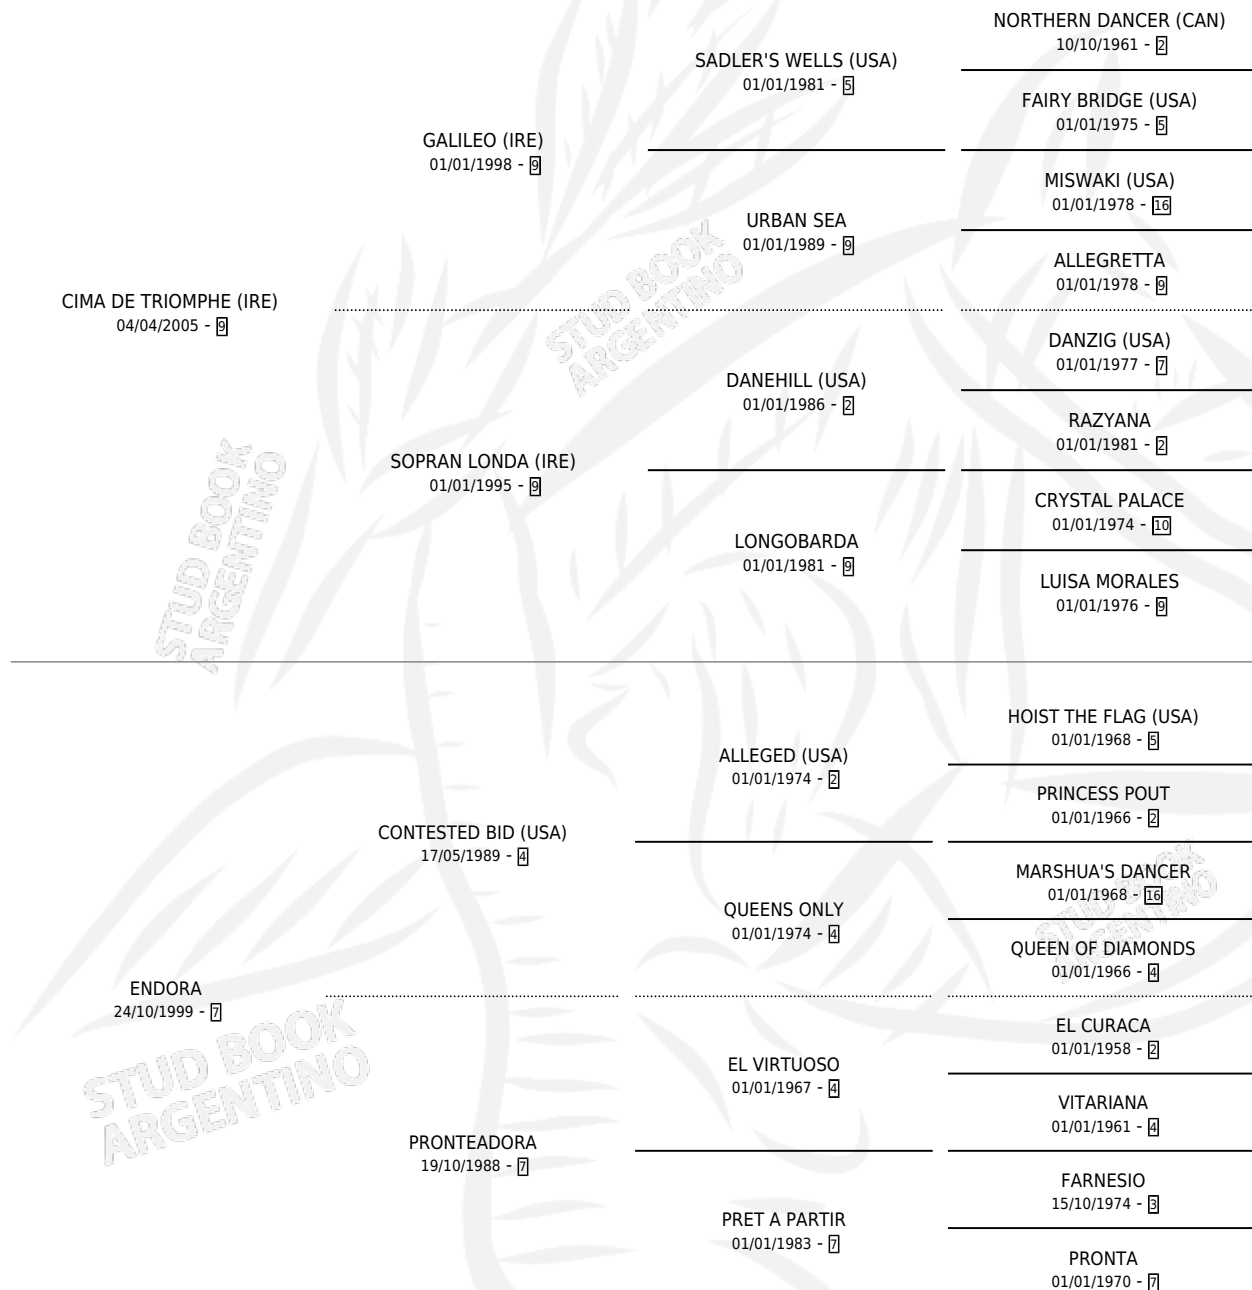 NORTHERN DANCER (CAN)
10/10/1961 - 2
SADLER'S WELLS (USA)
01/01/1981 - 5
FAIRY BRIDGE (USA)
01/01/1975 - 5
GALILEO (IRE)
01/01/1998 - 9
MISWAKI (USA)
01/01/1978 - 16
URBAN SEA
01/01/1989 - 9
ALLEGRETTA
01/01/1978 - 9
CIMA DE TRIOMPHE (IRE)
04/04/2005 - 9
STUD BOOK
ARGENTINO
DANZIG (USA)
01/01/1977 - 7
DANEHILL (USA)
01/01/1986 - 2
RAZYANA
01/01/1981 - 2
SOPRAN LONDA (IRE)
01/01/1995 - 9
CRYSTAL PALACE
01/01/1974 - 10
LONGOBARDA
01/01/1981 - 9
LUISA MORALES
01/01/1976 - 9
STUD BOOK
ARGENTINO
HOIST THE FLAG (USA)
01/01/1968 - 5
ALLEGED (USA)
01/01/1974 - 2
PRINCESS POUT
01/01/1966 - 2
CONTESTED BID (USA)
17/05/1989 - 4
MARSHUA'S DANCER
01/01/1968 - 16
QUEENS ONLY
01/01/1974 - 4
QUEEN OF DIAMONDS
01/01/1966 - 4
STUD BOOK
ARGENTINO
ENDORA
24/10/1999 - 7
STUD BOOK
ARGENTINO
EL CURACA
01/01/1958 - 2
EL VIRTUOSO
01/01/1967 - 4
VITARIANA
01/01/1961 - 4
PRONTEADORA
19/10/1988 - 7
FARNESIO
15/10/1974 - 3
PRET A PARTIR
01/01/1983 - 7
PRONTA
01/01/1970 - 7